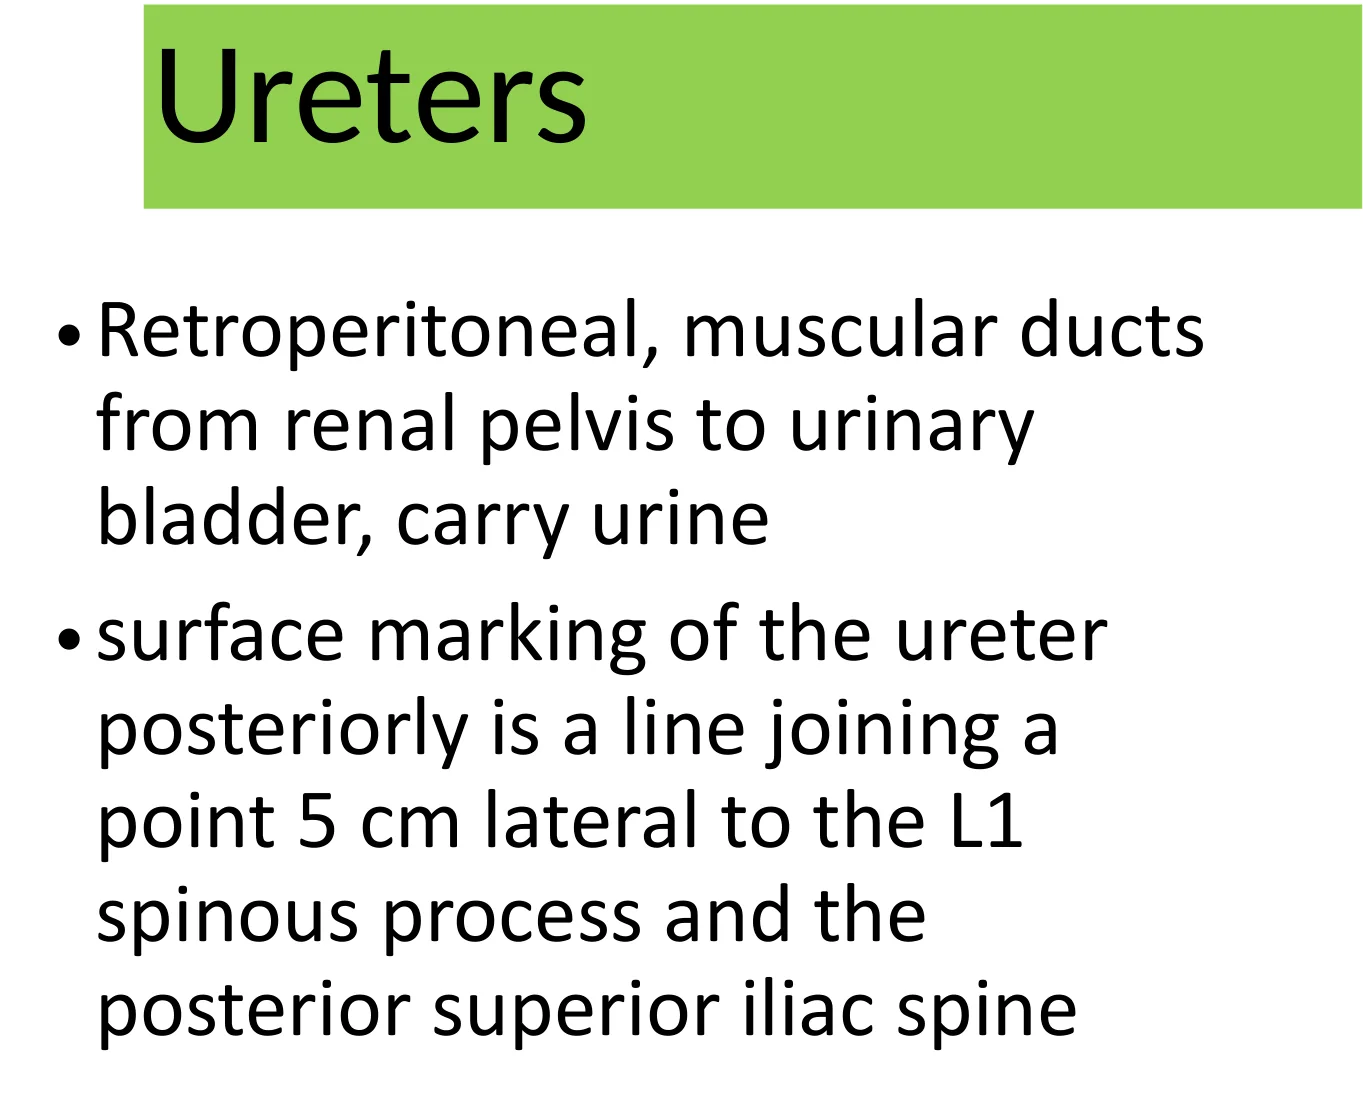 Ureters
• Retroperitoneal, muscular ducts
from renal pelvis to urinary
bladder, carry urine
• surface marking of the ureter
posteriorly is a line joining a
point 5 cm lateral to the L1
spinous process and the
posterior superior iliac spine